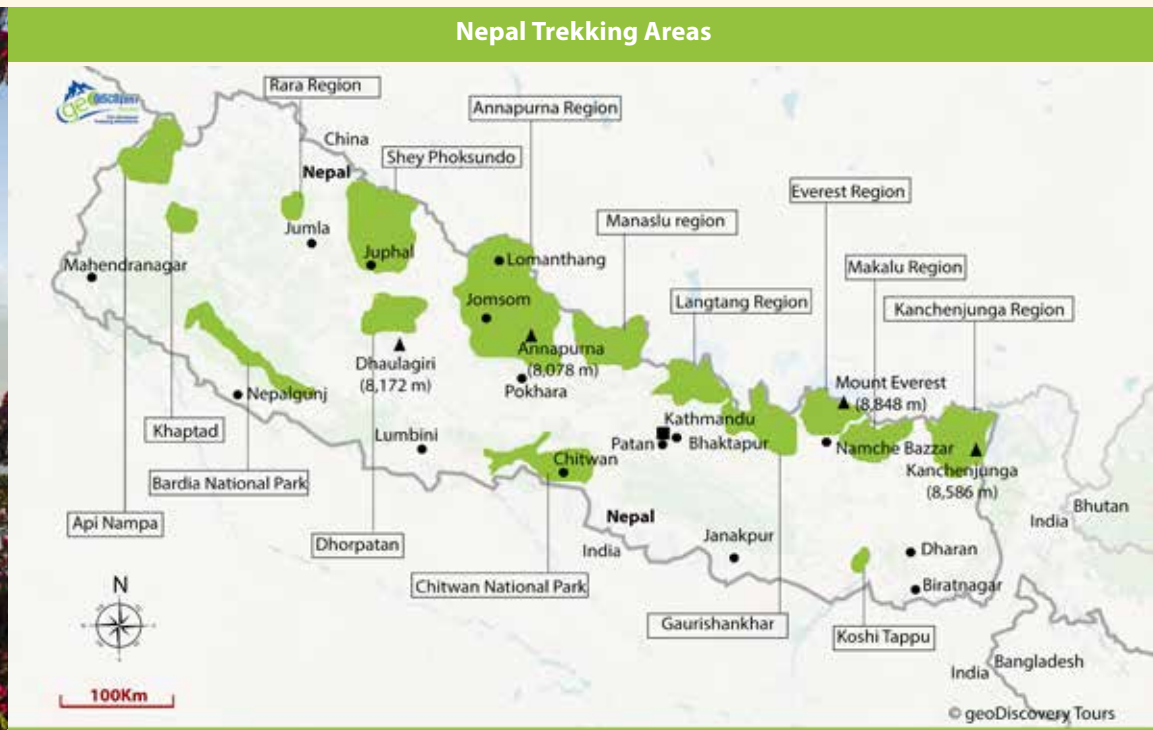 Nepal Trekking Areas
Rara Region
Annapurna Region
China
Nepal
Shey Phoksundo
Everest Region
Manaslu region
Jumla
Juphal
Lomanthang
Mahendranagar
Makalu Region
Jomsom
Langtang Region
Kanchenjunga Region
Annapurna
(8,078 m)
Dhaulagiri
(8,172 m)
Pokhara
Mount Everest
(8,848 m)
Nepalgunj
Kathmandu
Khaptad
Lumbini
Patan
Bhaktapur
Namche Bazzar
Chitwan
Kanchenjunga
(8,586 m)
Bardia National Park
Bhutan
India
Api Nampa
Nepal
Dhorpatan
India
Janakpur
Dharan
Chitwan National Park
Biratnagar
N
Gaurishankhar
Koshi Tappu
Bangladesh
India
100Km
© geoDiscovery Tours